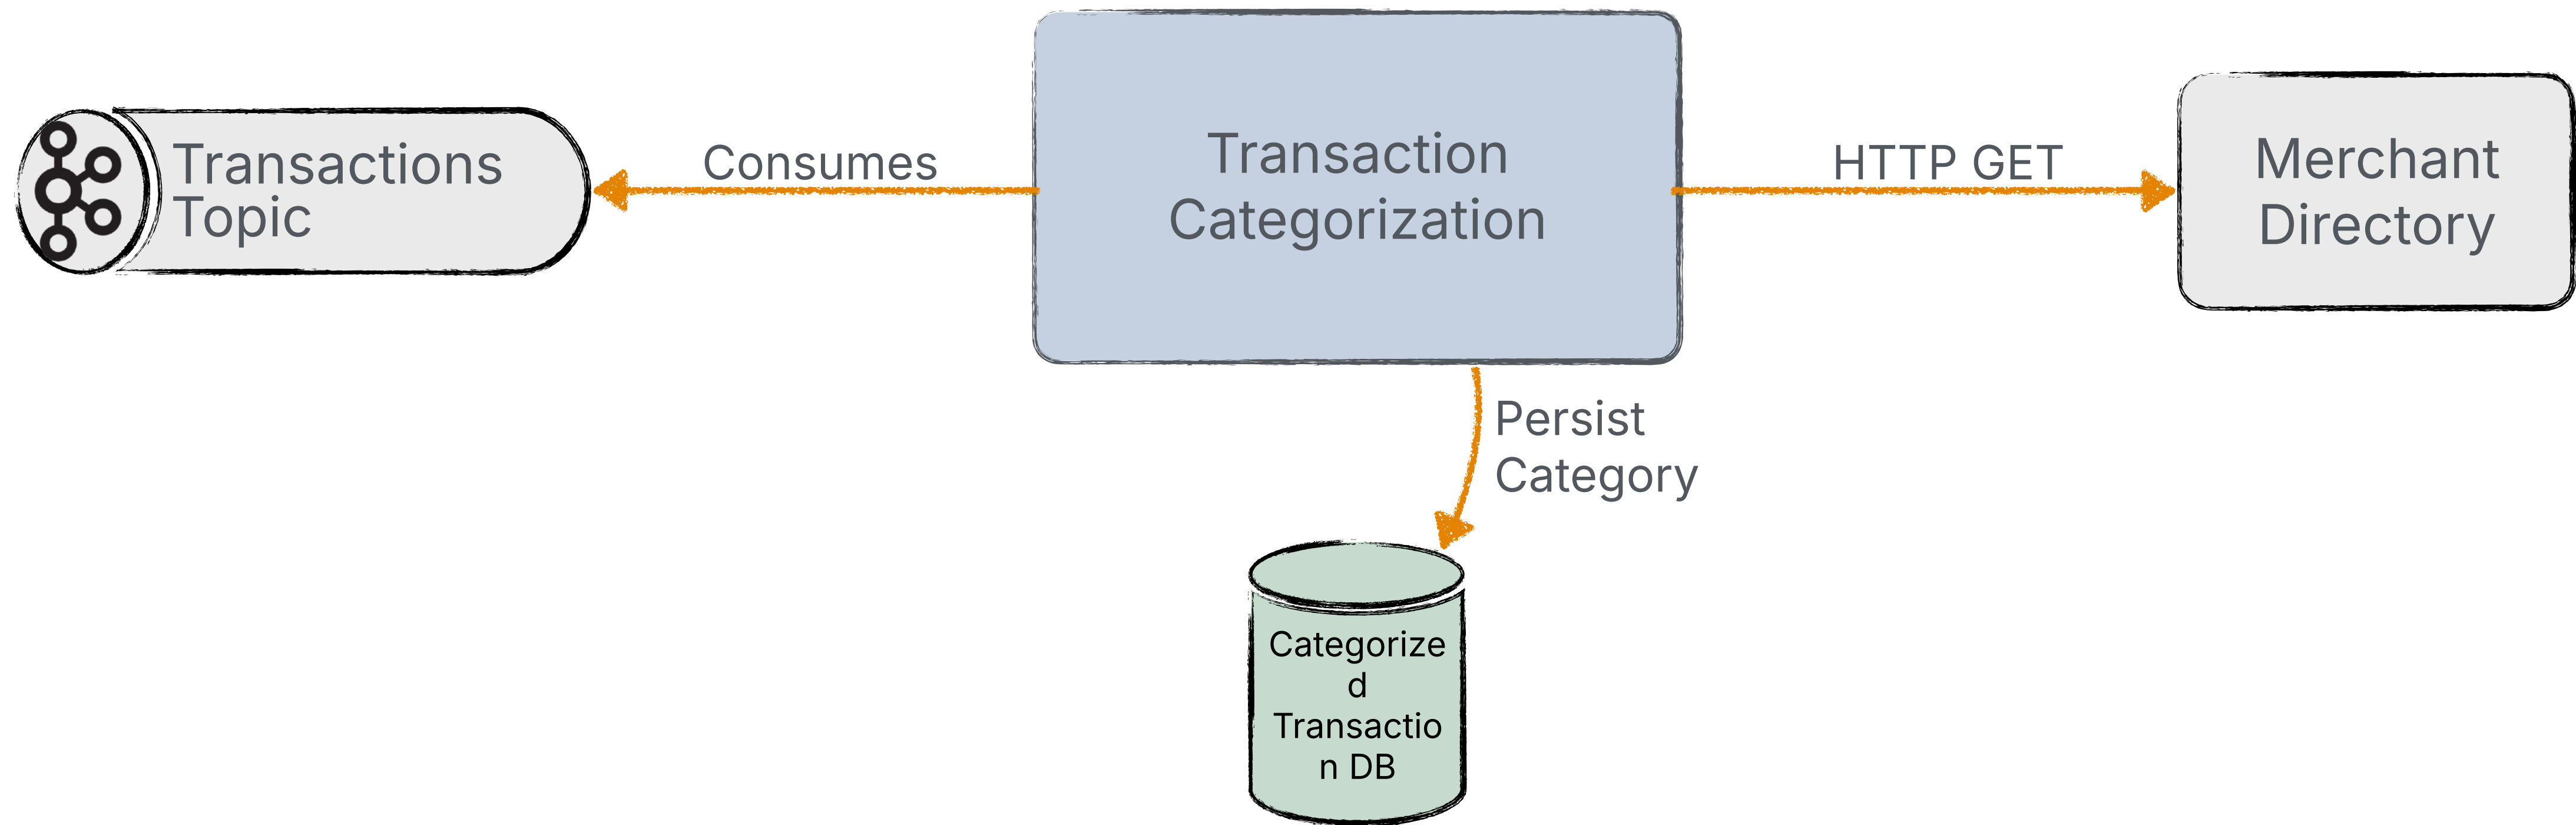 Transactions
Topic
Consumes
Transaction
Categorization
HTTP GET
Merchant
Directory
Persist
Category
Categorize
d
Transactio
n DB